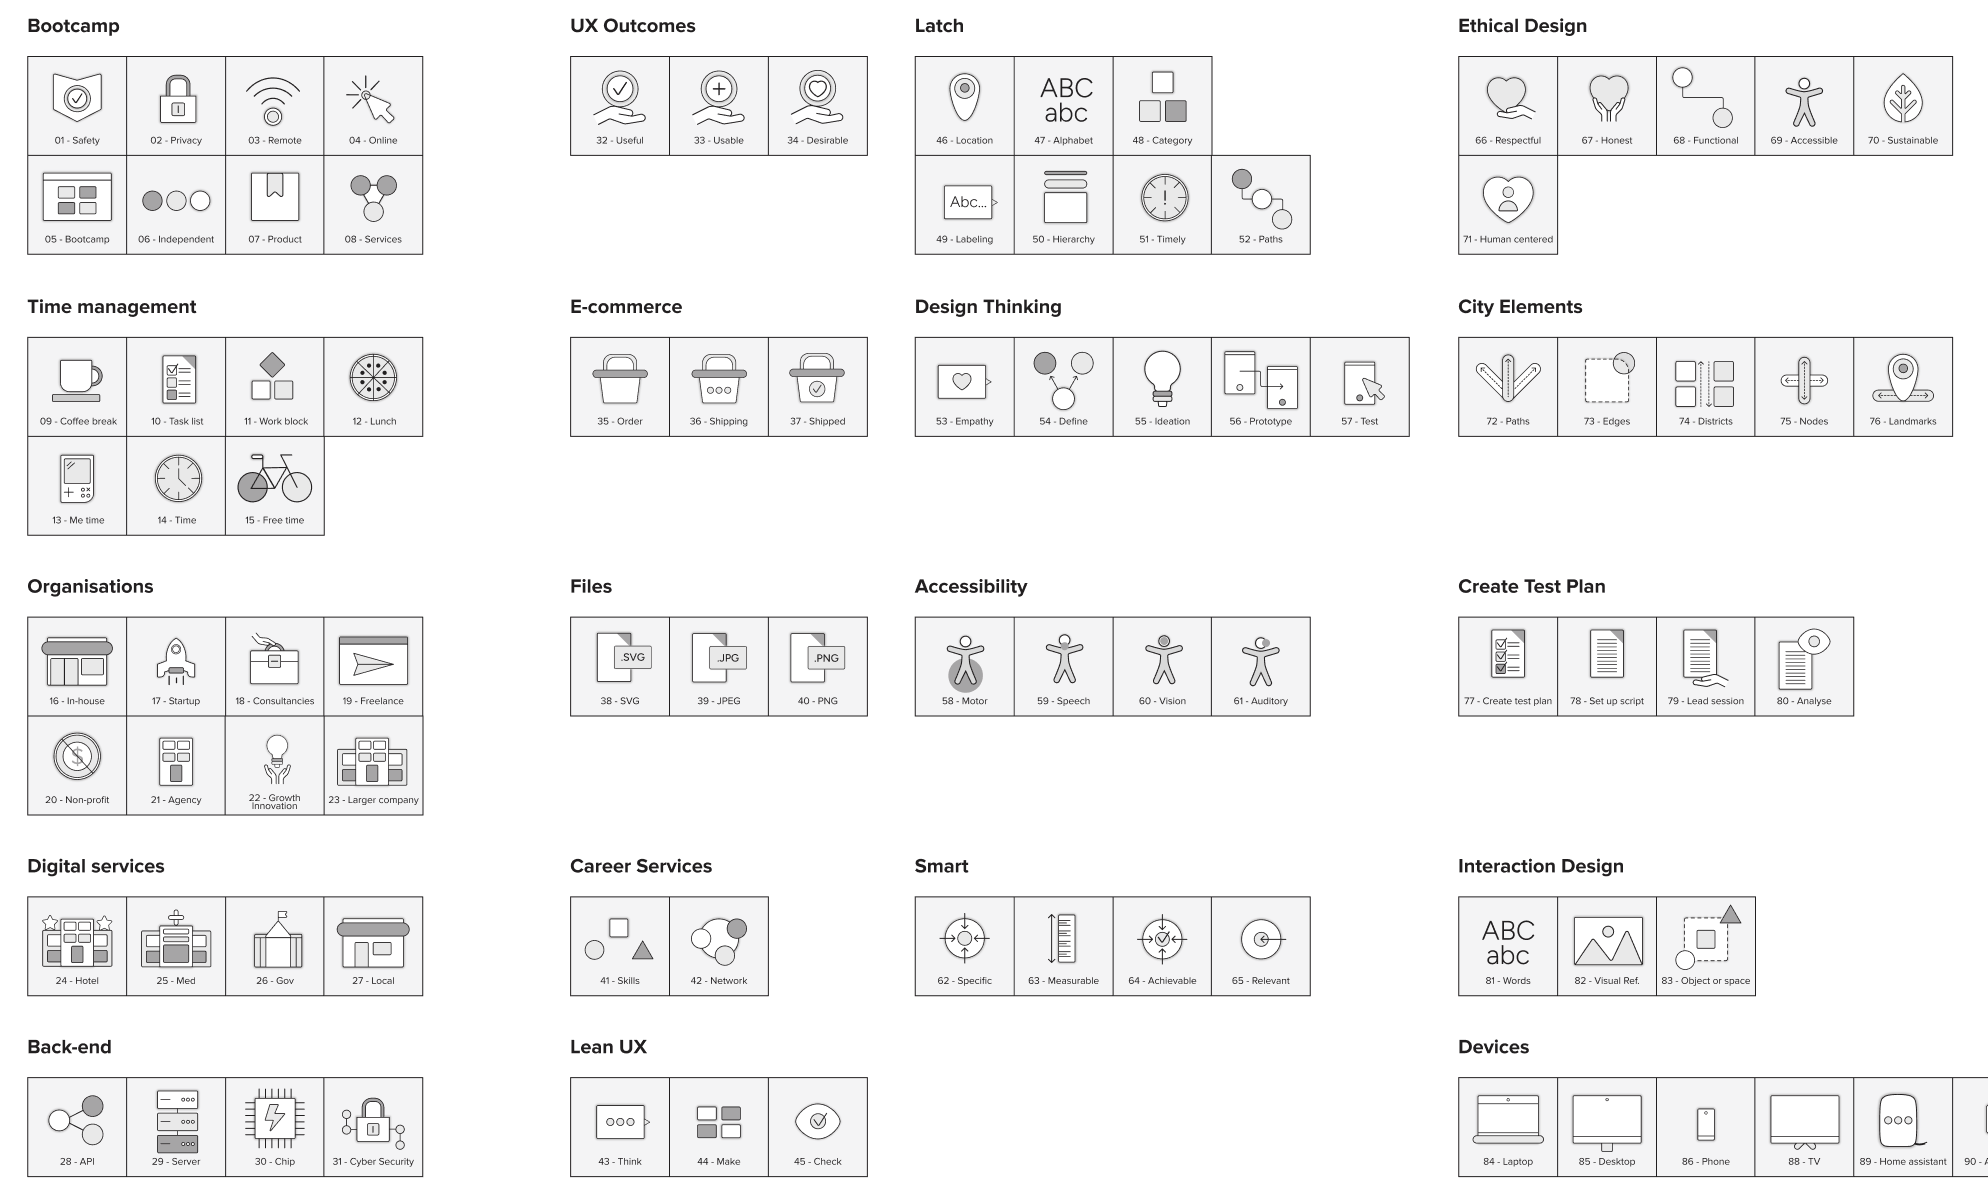 Bootcamp
01 - Safety
02 - Privacy
03 - Remote
04 - Online
05 - Bootcamp
06 - Independent
07 - Product
08 - Services
UX Outcomes
32 - Useful
33 - Usable
34 - Desirable
Latch
ABC
abc
46 - Location
47 - Alphabet
48 - Category
Abc...
49 - Labeling
50 - Hierarchy
51 - Timely
52 - Paths
Ethical Design
66 - Respectful
67 - Honest
68 - Functional
69 - Accessible
70 - Sustainable
71 - Human centered
Time management
09 - Coffee break
10 - Task list
11 - Work block
12 - Lunch
13 - Me time
14 - Time
15 - Free time
E-commerce
35 - Order
36 - Shipping
37 - Shipped
Design Thinking
53 - Empathy
54 - Define
55 - Ideation
56 - Prototype
57 - Test
City Elements
72 - Paths
73 - Edges
74 - Districts
75 - Nodes
76 - Landmarks
Organisations
16 - In-house
17 - Startup
18 - Consultancies
19 - Freelance
$
20 - Non-profit
21 - Agency
22 - Growth
Innovation
23 - Larger company
Files
.SVG
.JPG
.PNG
38 - SVG
39 - JPEG
40 - PNG
Accessibility
58 - Motor
59 - Speech
60 - Vision
61 - Auditory
Create Test Plan
77 - Create test plan
78 - Set up script
79 - Lead session
80 - Analyse
Digital services
24 - Hotel
25 - Med
26 - Gov
27 - Local
Career Services
41 - Skills
42 - Network
Smart
62 - Specific
63 - Measurable
64 - Achievable
65 - Relevant
Interaction Design
ABC
abc
81 - Words
82 - Visual Ref.
83 - Object or space
Back-end
28 - API
29 - Server
30 - Chip
31 - Cyber Security
Lean UX
43 - Think
44 - Make
45 - Check
Devices
84 - Laptop
85 - Desktop
86 - Phone
88 - TV
89 - Home assistant
90 -